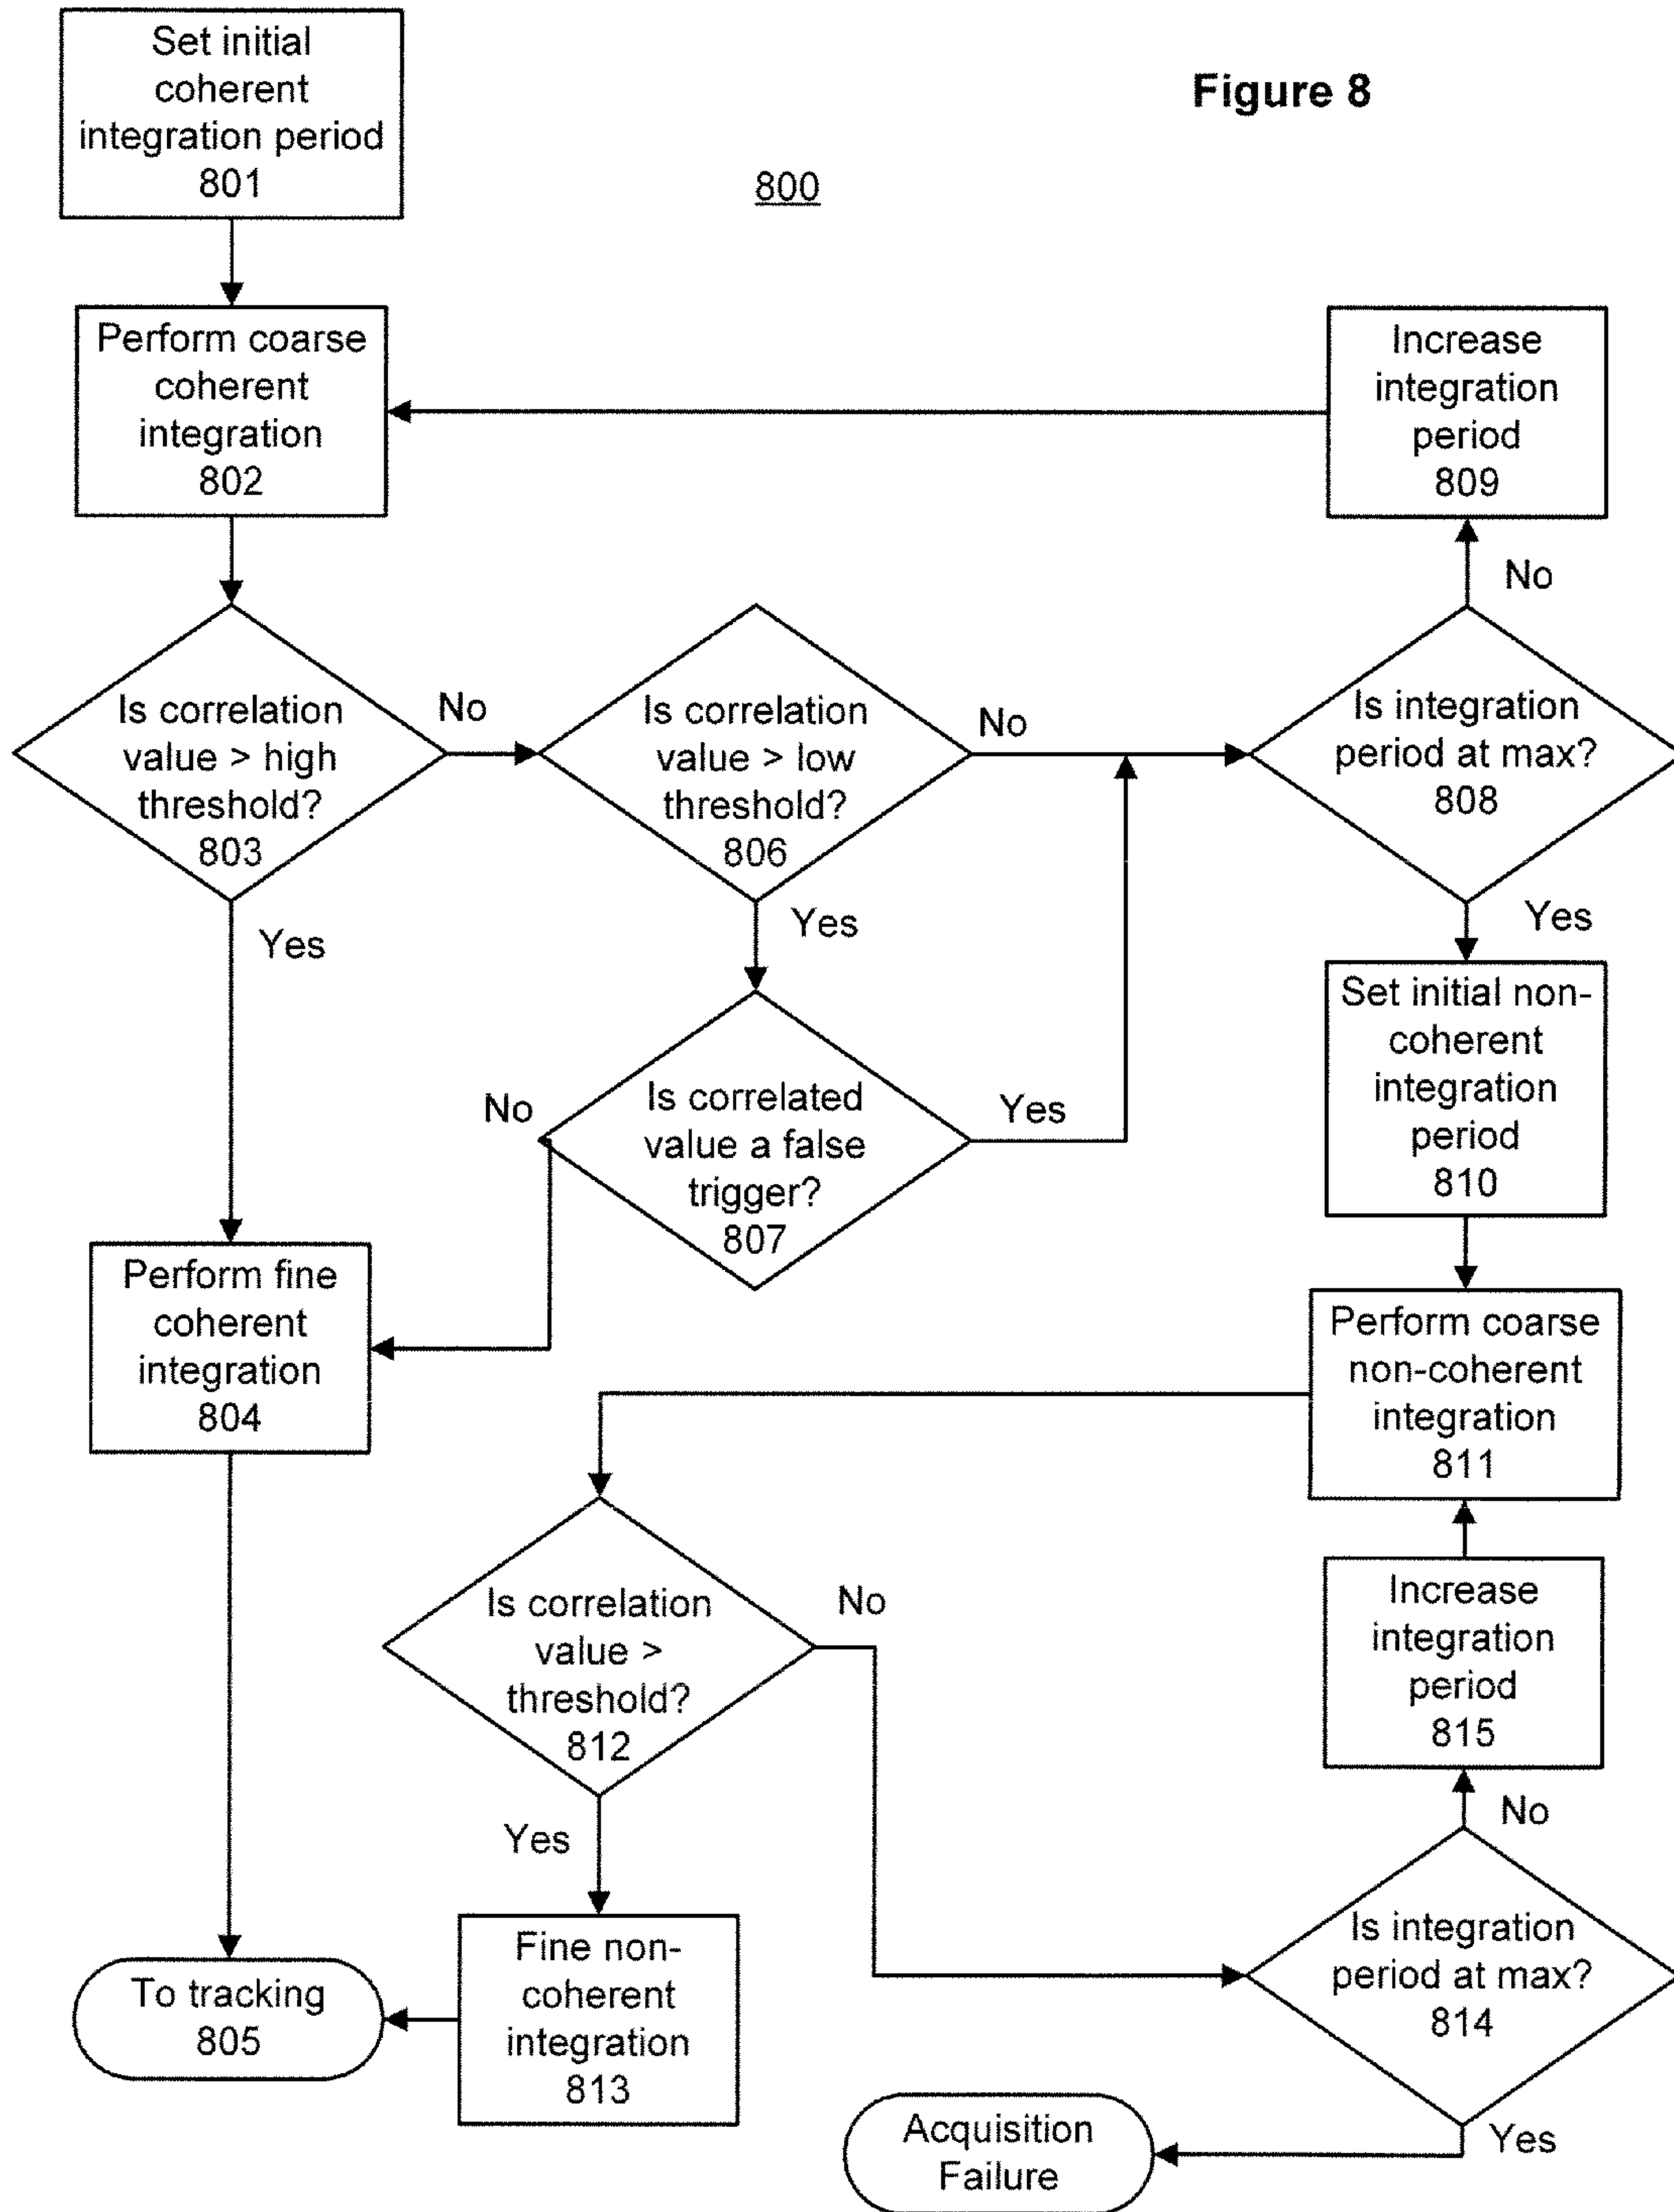 Set initial
coherent
integration period
801
Figure 8
800
Perform coarse
coherent
integration
802
Increase
integration
period
809
No
Is correlation
value > high
threshold?
803
No
Is correlation
value > low
threshold?
806
No
Is integration
period at max?
808
Yes
Yes
Yes
Set initial non-
coherent
integration
period
810
No
Is correlated
value a false
trigger?
807
Yes
Perform fine
coherent
integration
804
Perform coarse
non-coherent
integration
811
Is correlation
value >
threshold?
812
No
Increase
integration
period
815
Yes
No
Fine non-
coherent
integration
813
Is integration
period at max?
814
To tracking
805
Acquisition
Failure
Yes